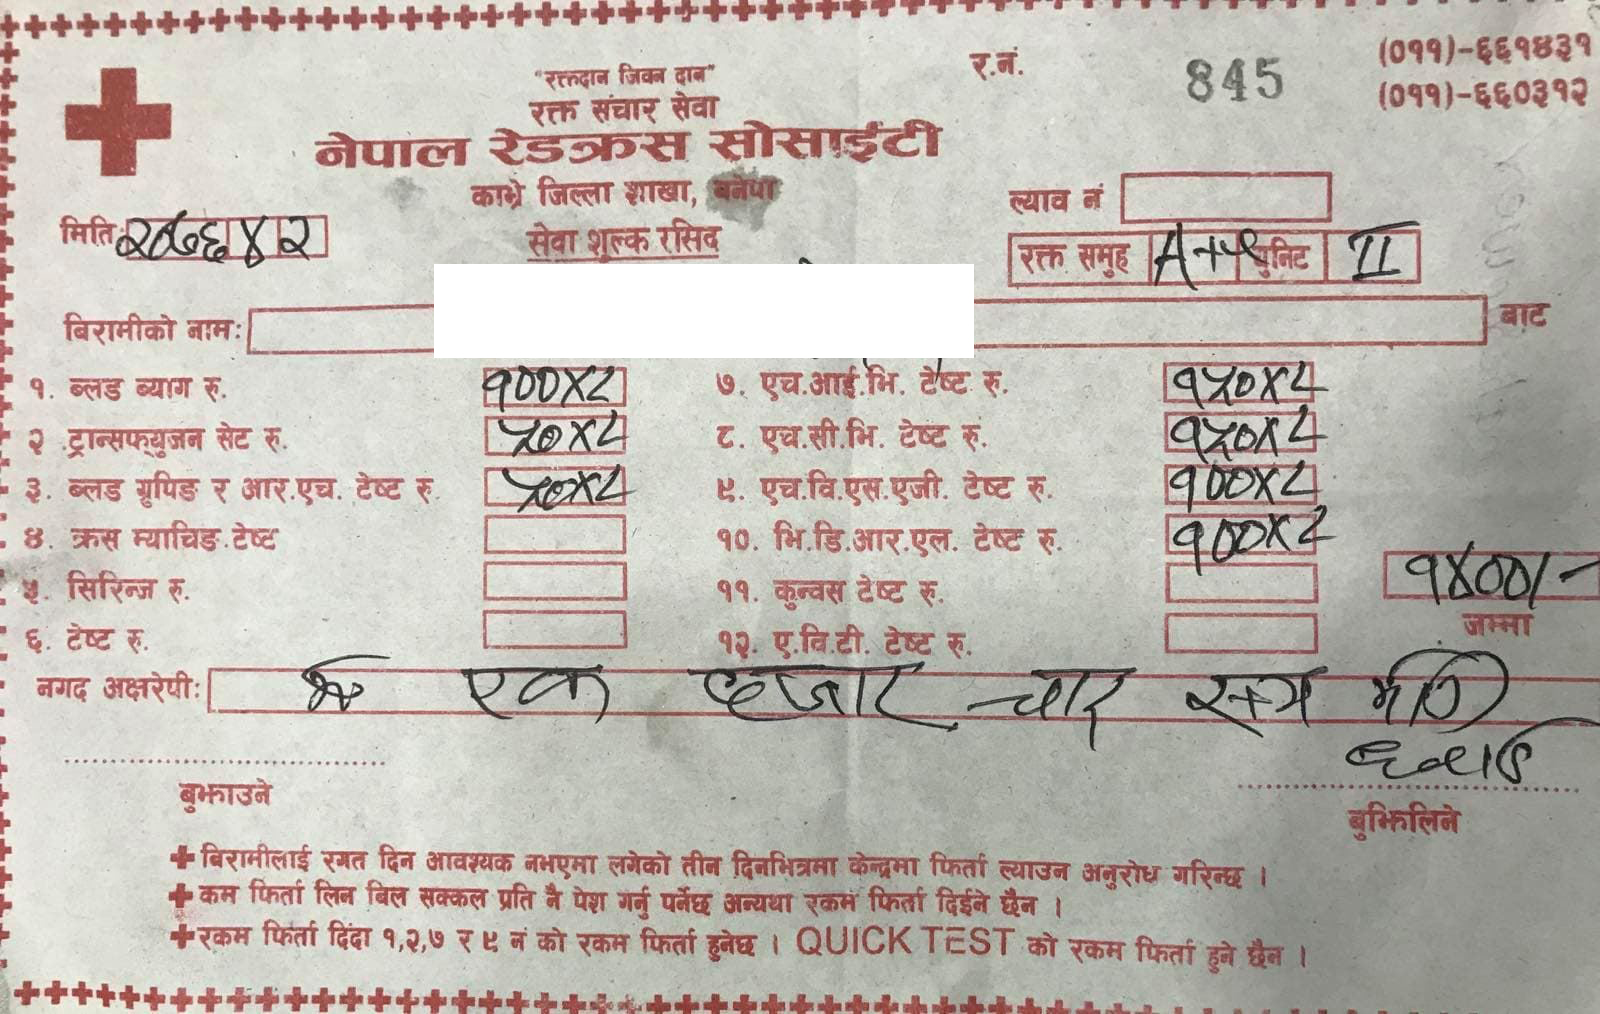 "रक्तदान जिवन दान"
रक्त संचार सेवा
नेपाल रेडक्रस सोसाईटी
काभ्रे जिल्ला शाखा, बनेपा
सेवा शुल्क रसिद
र.नं. 845
(०११)-६६१४३१
(०११)-६६०३१२
मिति: २०७६ ४ २
ल्याव नं
रक्त समुह A+ve युनिट II
बिरामीको नाम: बाट
१. ब्लड ब्याग रु. १००x२
२ .ट्रान्सफ्युजन सेट रु. ५०x२
३. ब्लड ग्रुपिङ र आर.एच. टेष्ट रु. ५०x२
४. क्रस म्याचिङ टेष्ट
५. सिरिन्ज रु.
६. टेष्ट रु.
७. एच.आई.भि. टेष्ट रु. १५०x२
८. एच.सी.भि. टेष्ट रु. १५०x२
९. एच.वि.एस.एजी. टेष्ट रु. १००x२
१०. भि.डि.आर.एल. टेष्ट रु. १००x२
११. कुन्वस टेष्ट रु.
१२. ए.वि.टी. टेष्ट रु.
१४००/-
जम्मा
नगद अक्षरेपी: रु एक हजार चार सय मात्र
बुझाउने
बुझिलिने
बिरामीलाई रगत दिन आवश्यक नभएमा लगेको तीन दिनभित्रमा केन्द्रमा फिर्ता ल्याउन अनुरोध गरिन्छ ।
कम फिर्ता लिन बिल सक्कल प्रति नै पेश गर्नु पर्नेछ अन्यथा रकम फिर्ता दिईने छैन ।
रकम फिर्ता दिंदा १,२,७ र ९ नं को रकम फिर्ता हुनेछ । QUICK TEST को रकम फिर्ता हुने छैन ।